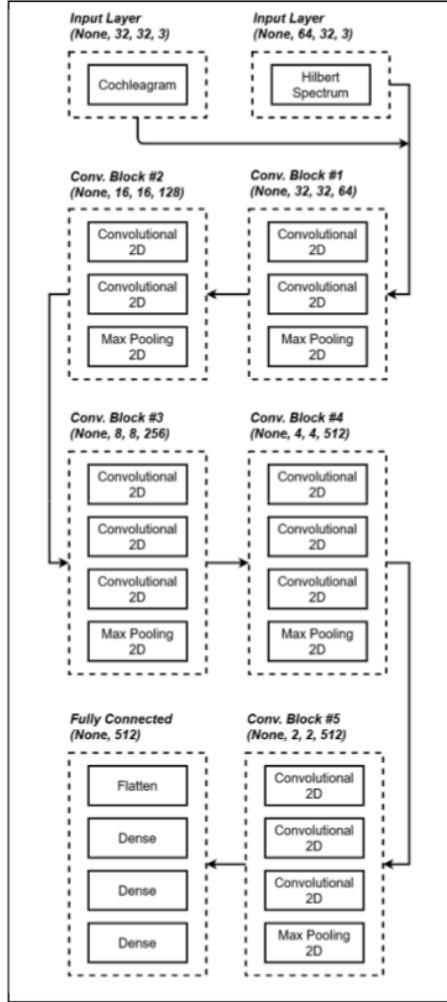 Input Layer
(None, 32, 32, 3)
Cochleagram
Input Layer
(None, 64, 32, 3)
Hilbert
Spectrum
Conv. Block #2
(None, 16, 16, 128)
Convolutional
2D
Convolutional
2D
Max Pooling
2D
Conv. Block #1
(None, 32, 32, 64)
Convolutional
2D
Convolutional
2D
Max Pooling
2D
Conv. Block #3
(None, 8, 8, 256)
Convolutional
2D
Convolutional
2D
Convolutional
2D
Max Pooling
2D
Conv. Block #4
(None, 4, 4, 512)
Convolutional
2D
Convolutional
2D
Convolutional
2D
Max Pooling
2D
Fully Connected
(None, 512)
Flatten
Dense
Dense
Dense
Conv. Block #5
(None, 2, 2, 512)
Convolutional
2D
Convolutional
2D
Convolutional
2D
Max Pooling
2D